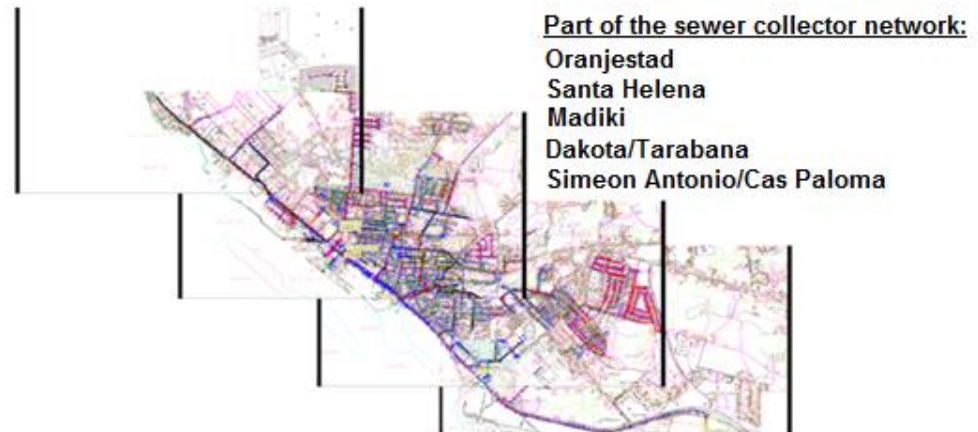 Part of the sewer collector network:
Oranjestad
Santa Helena
Madiki
Dakota/Tarabana
Simeon Antonio/Cas Paloma